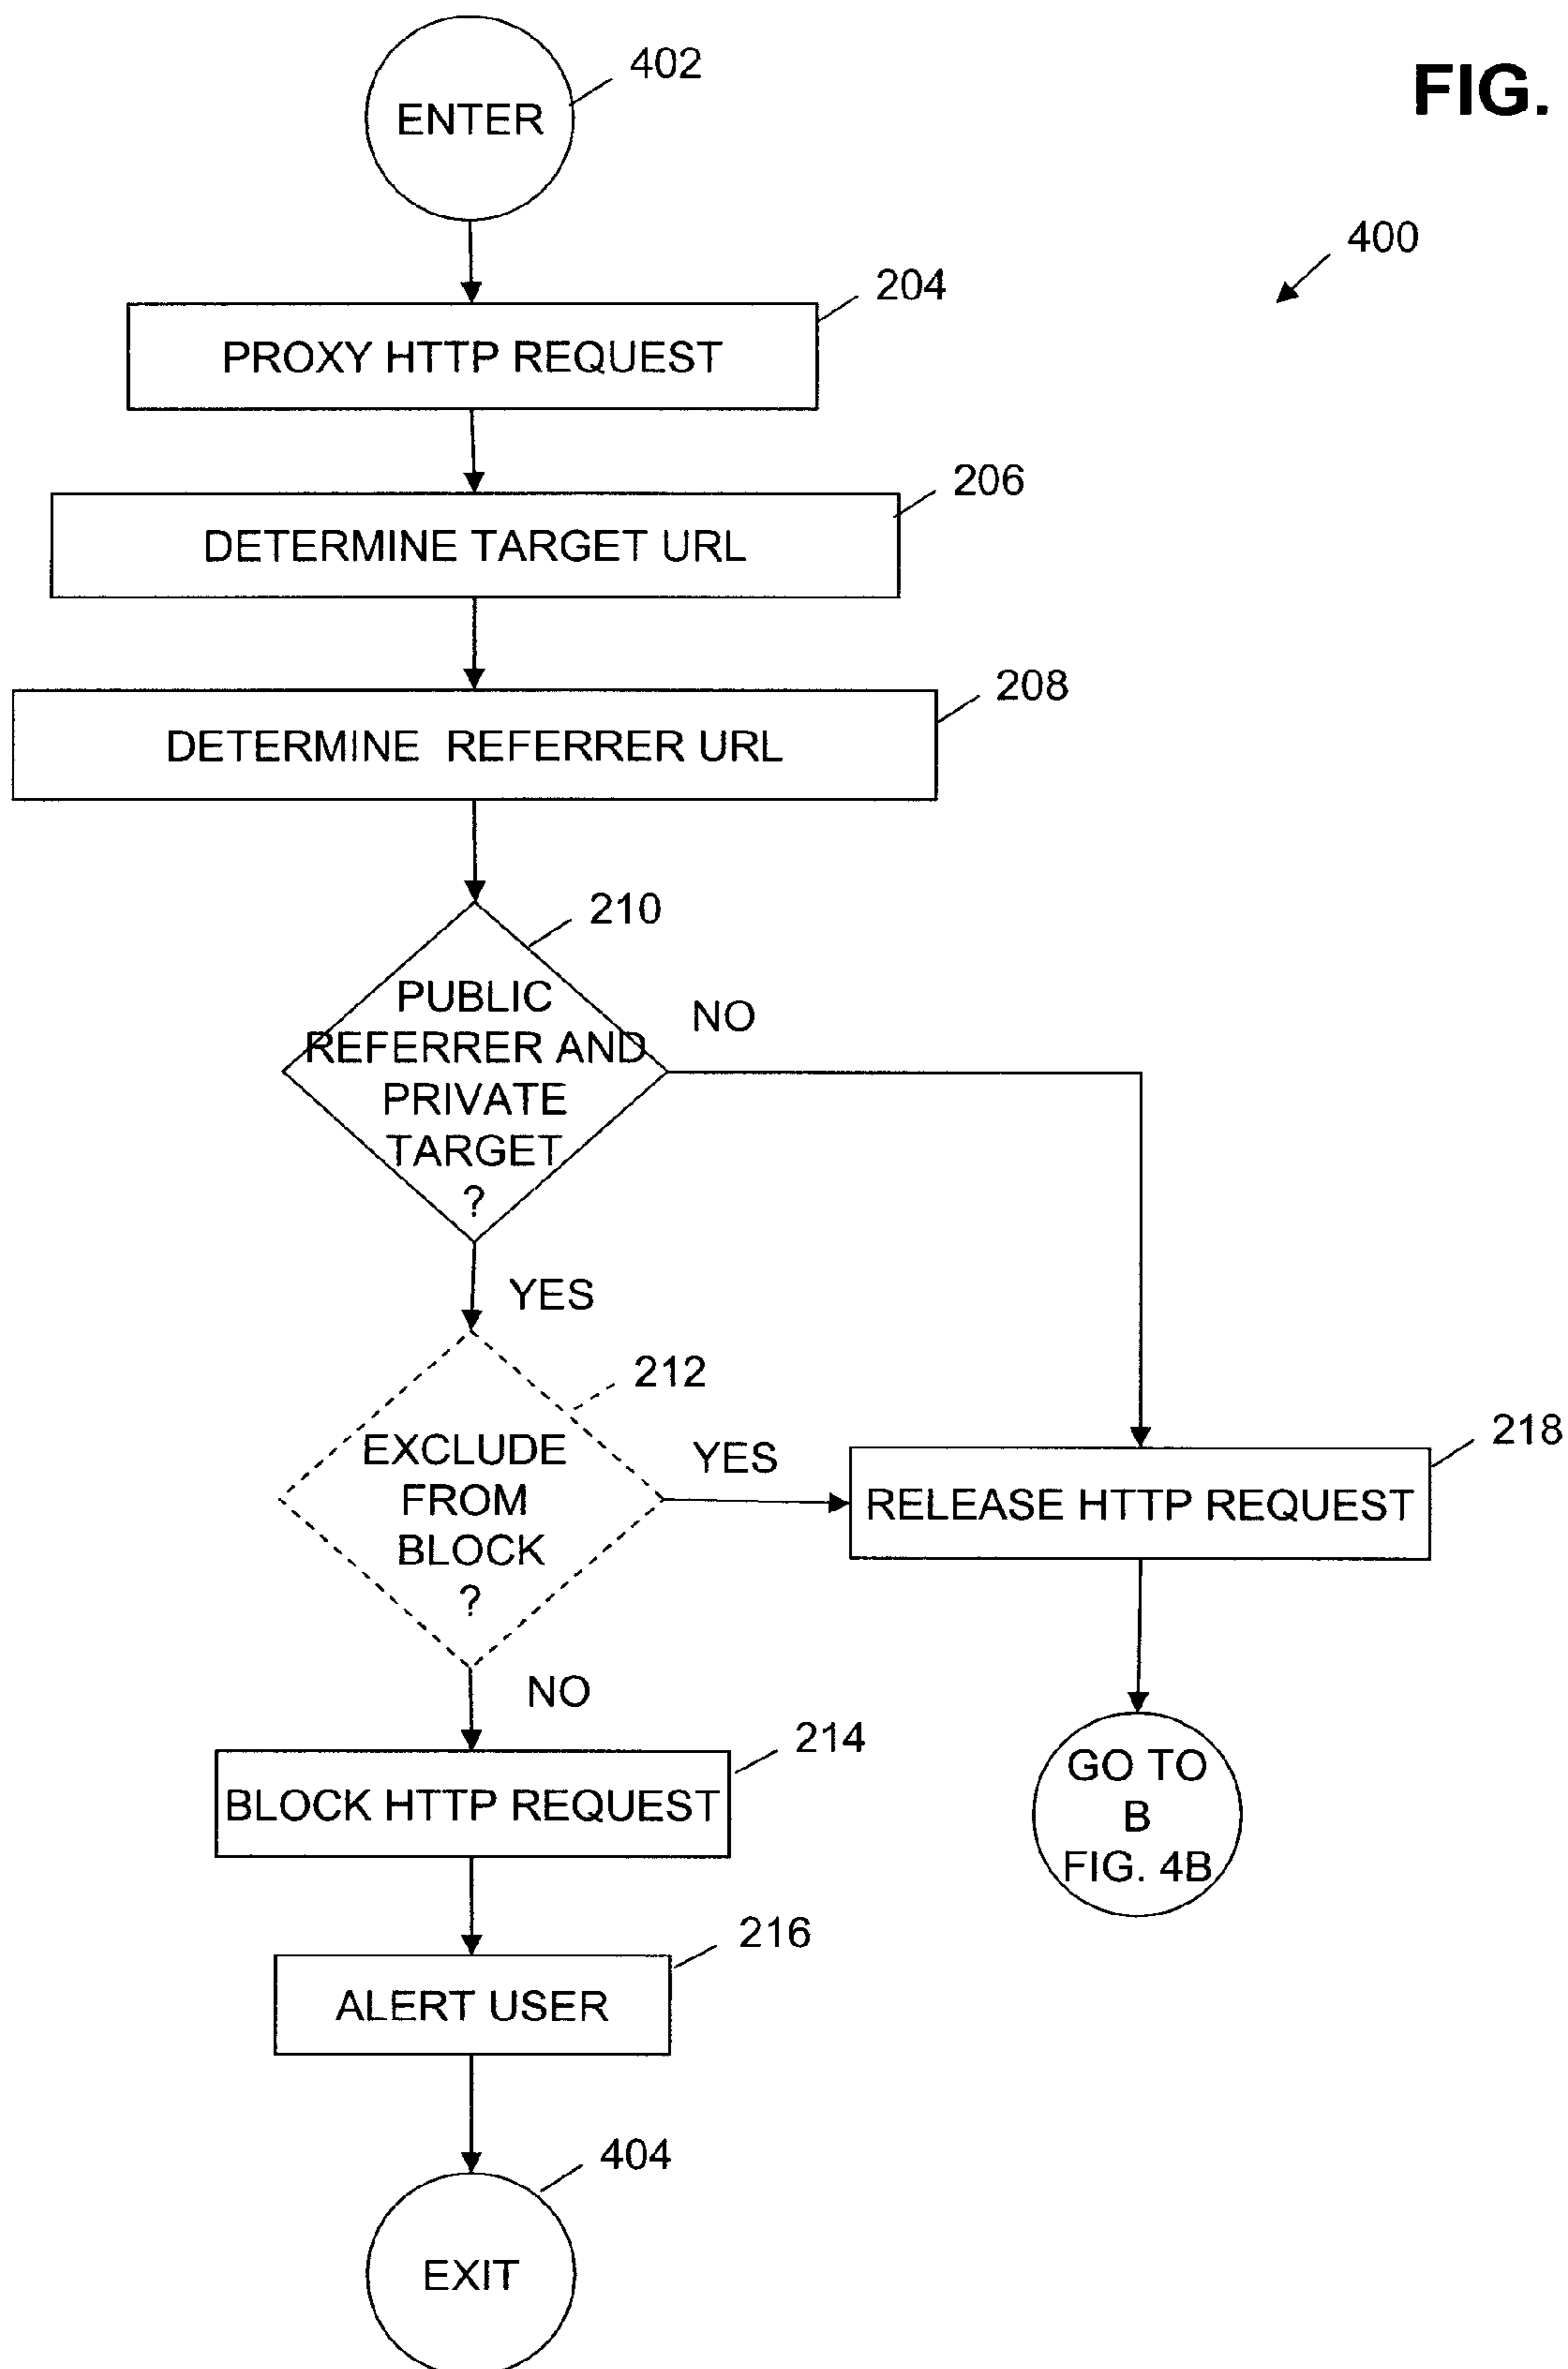 FIG.
402
ENTER
400
204
PROXY HTTP REQUEST
206
DETERMINE TARGET URL
208
DETERMINE REFERRER URL
210
PUBLIC
REFERRER AND
PRIVATE
TARGET
?
NO
YES
212
EXCLUDE
FROM
BLOCK
?
YES
218
RELEASE HTTP REQUEST
NO
214
BLOCK HTTP REQUEST
GO TO
B
FIG. 4B
216
ALERT USER
404
EXIT